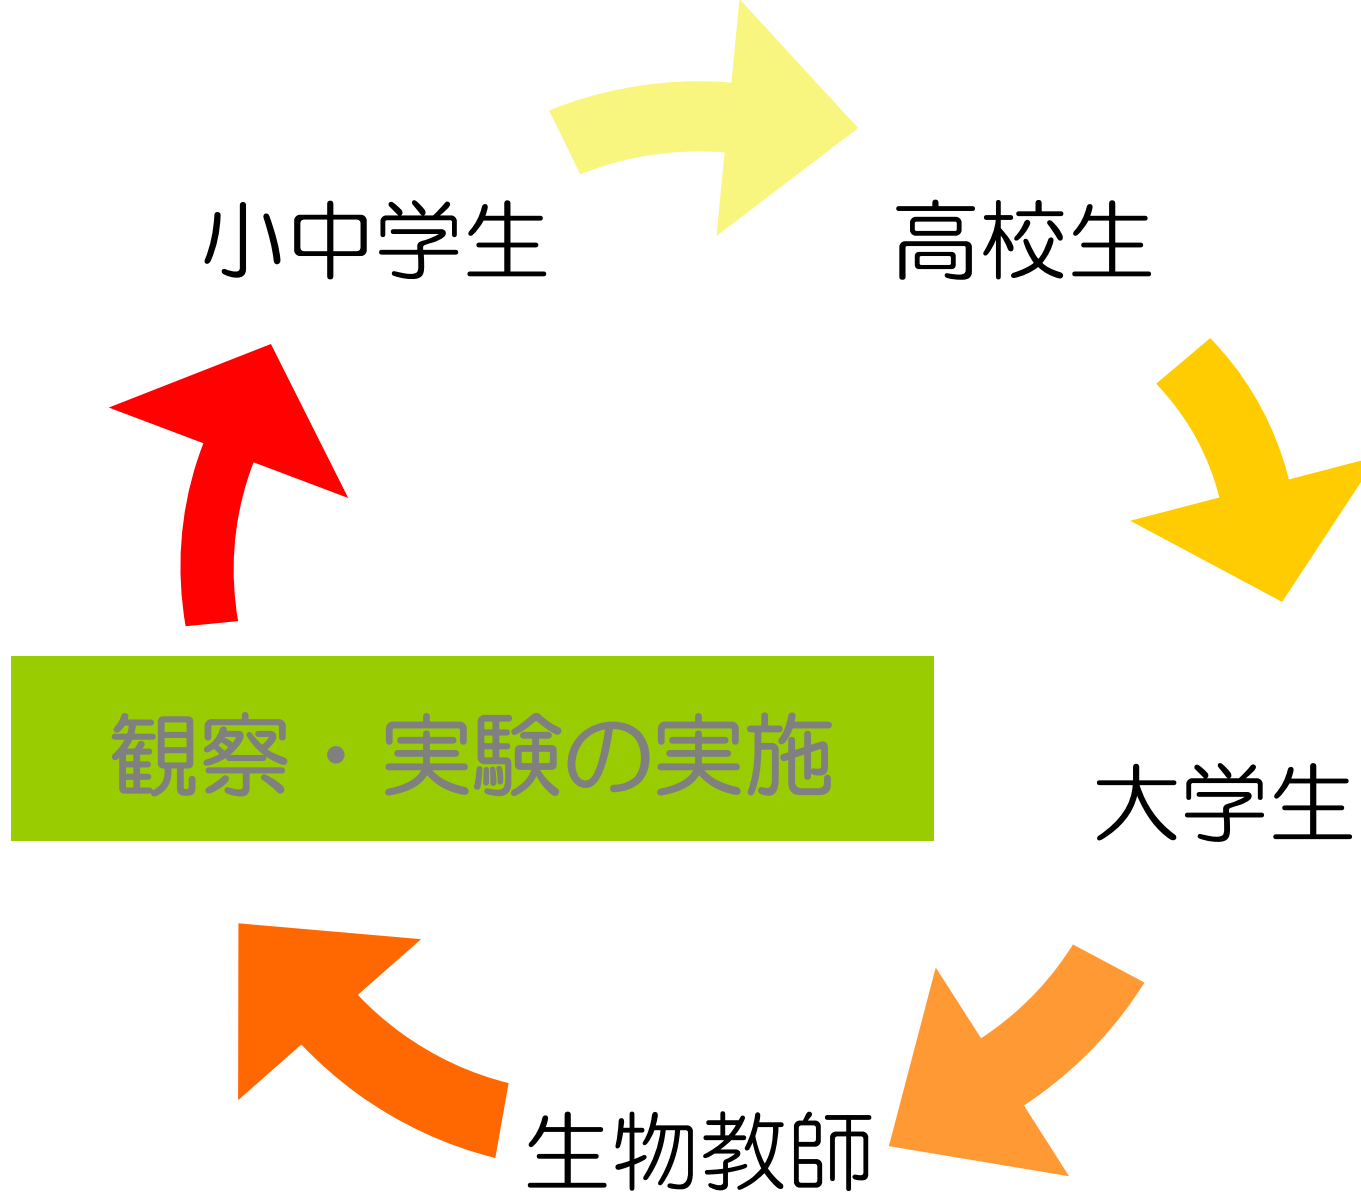 小中学生
高校生
観察・実験の実施
大学生
生物教師